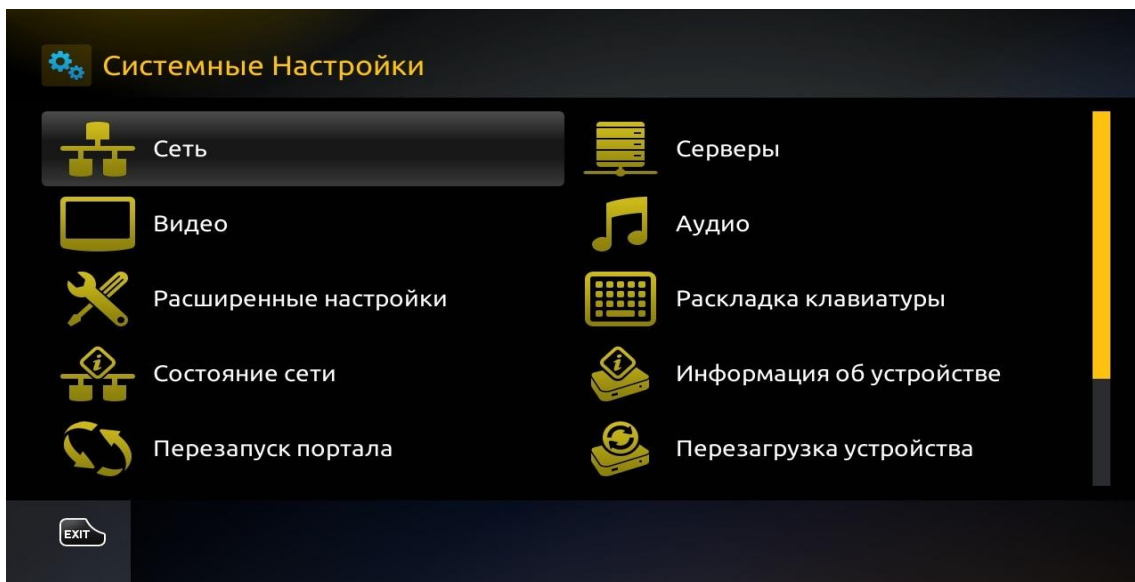 Системные Настройки
Сеть
Серверы
Видео
Аудио
Расширенные настройки
Раскладка клавиатуры
Состояние сети
Информация об устройстве
Перезапуск портала
Перезагрузка устройства
EXIT